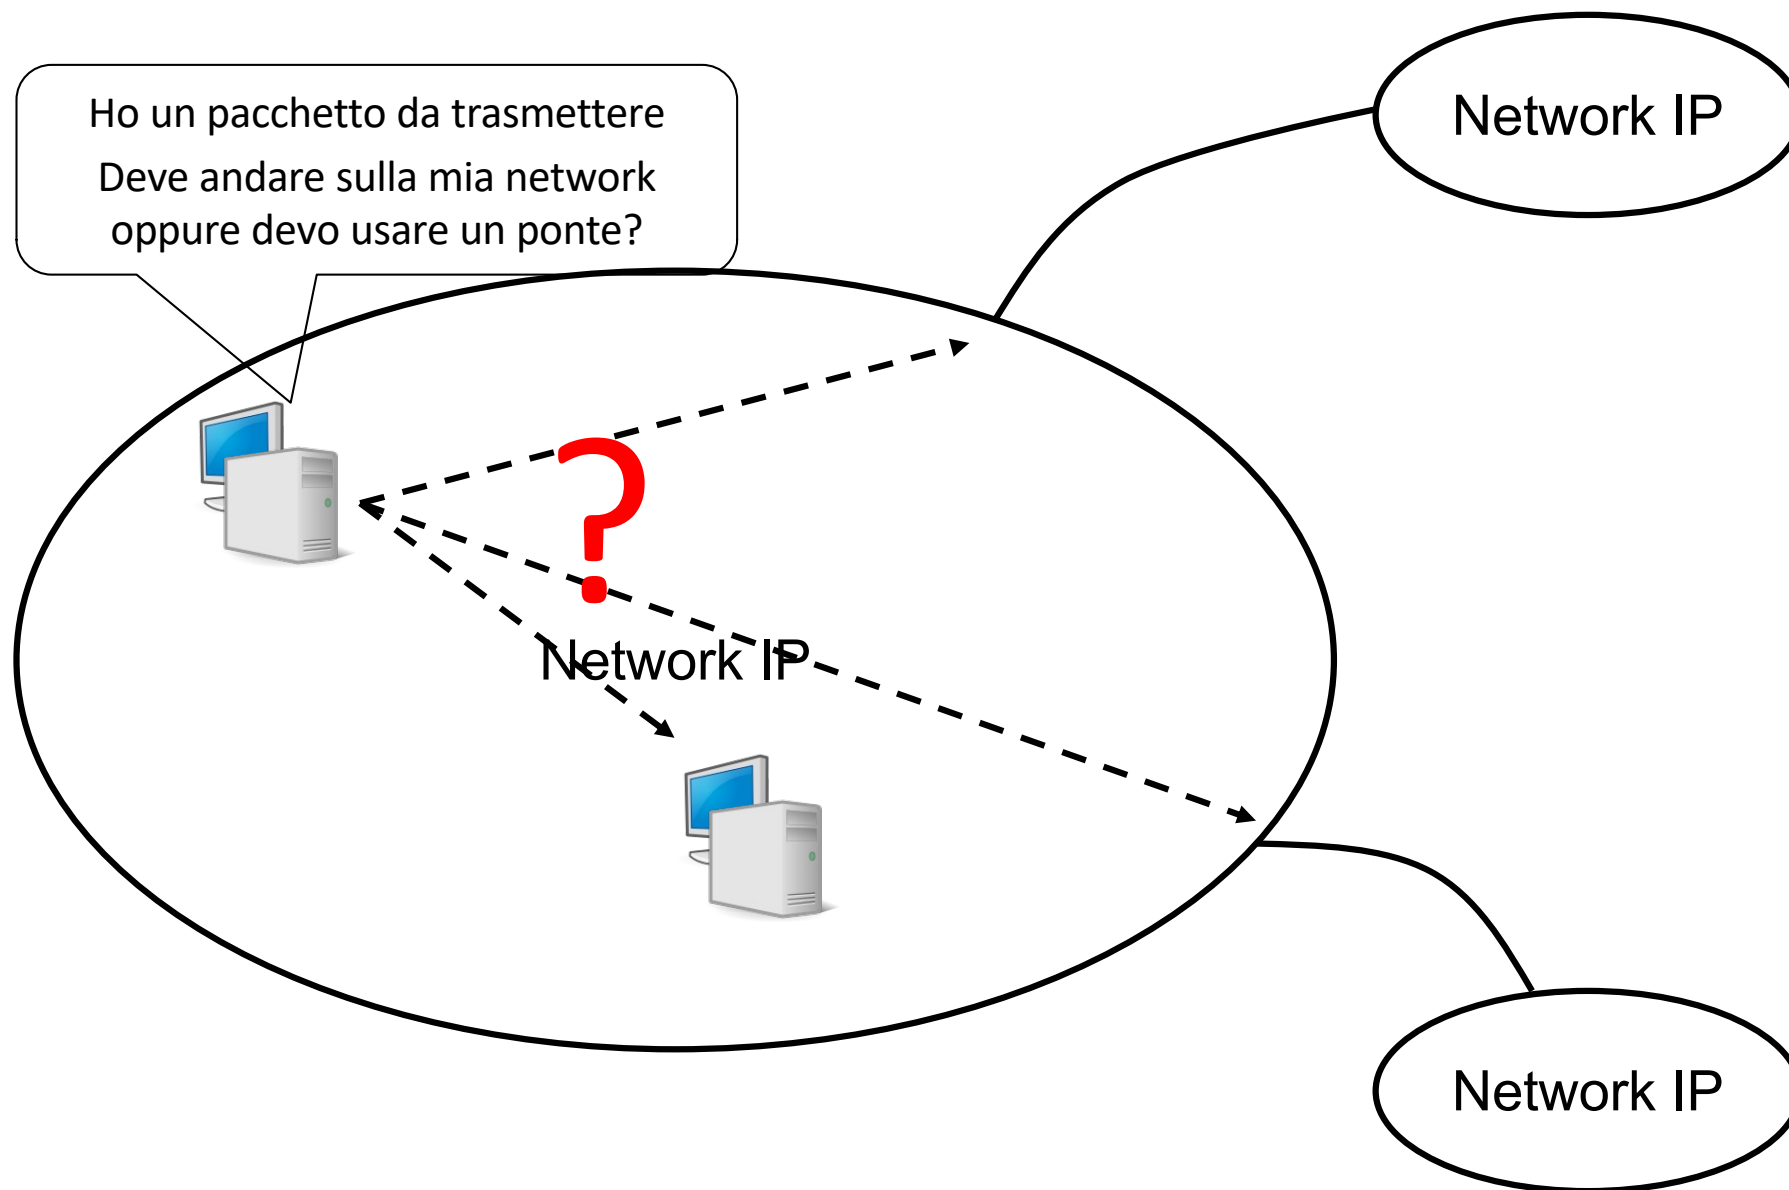 Ho un pacchetto da trasmettere
Deve andare sulla mia network
oppure devo usare un ponte?
Network IP
?
Network IP
Network IP